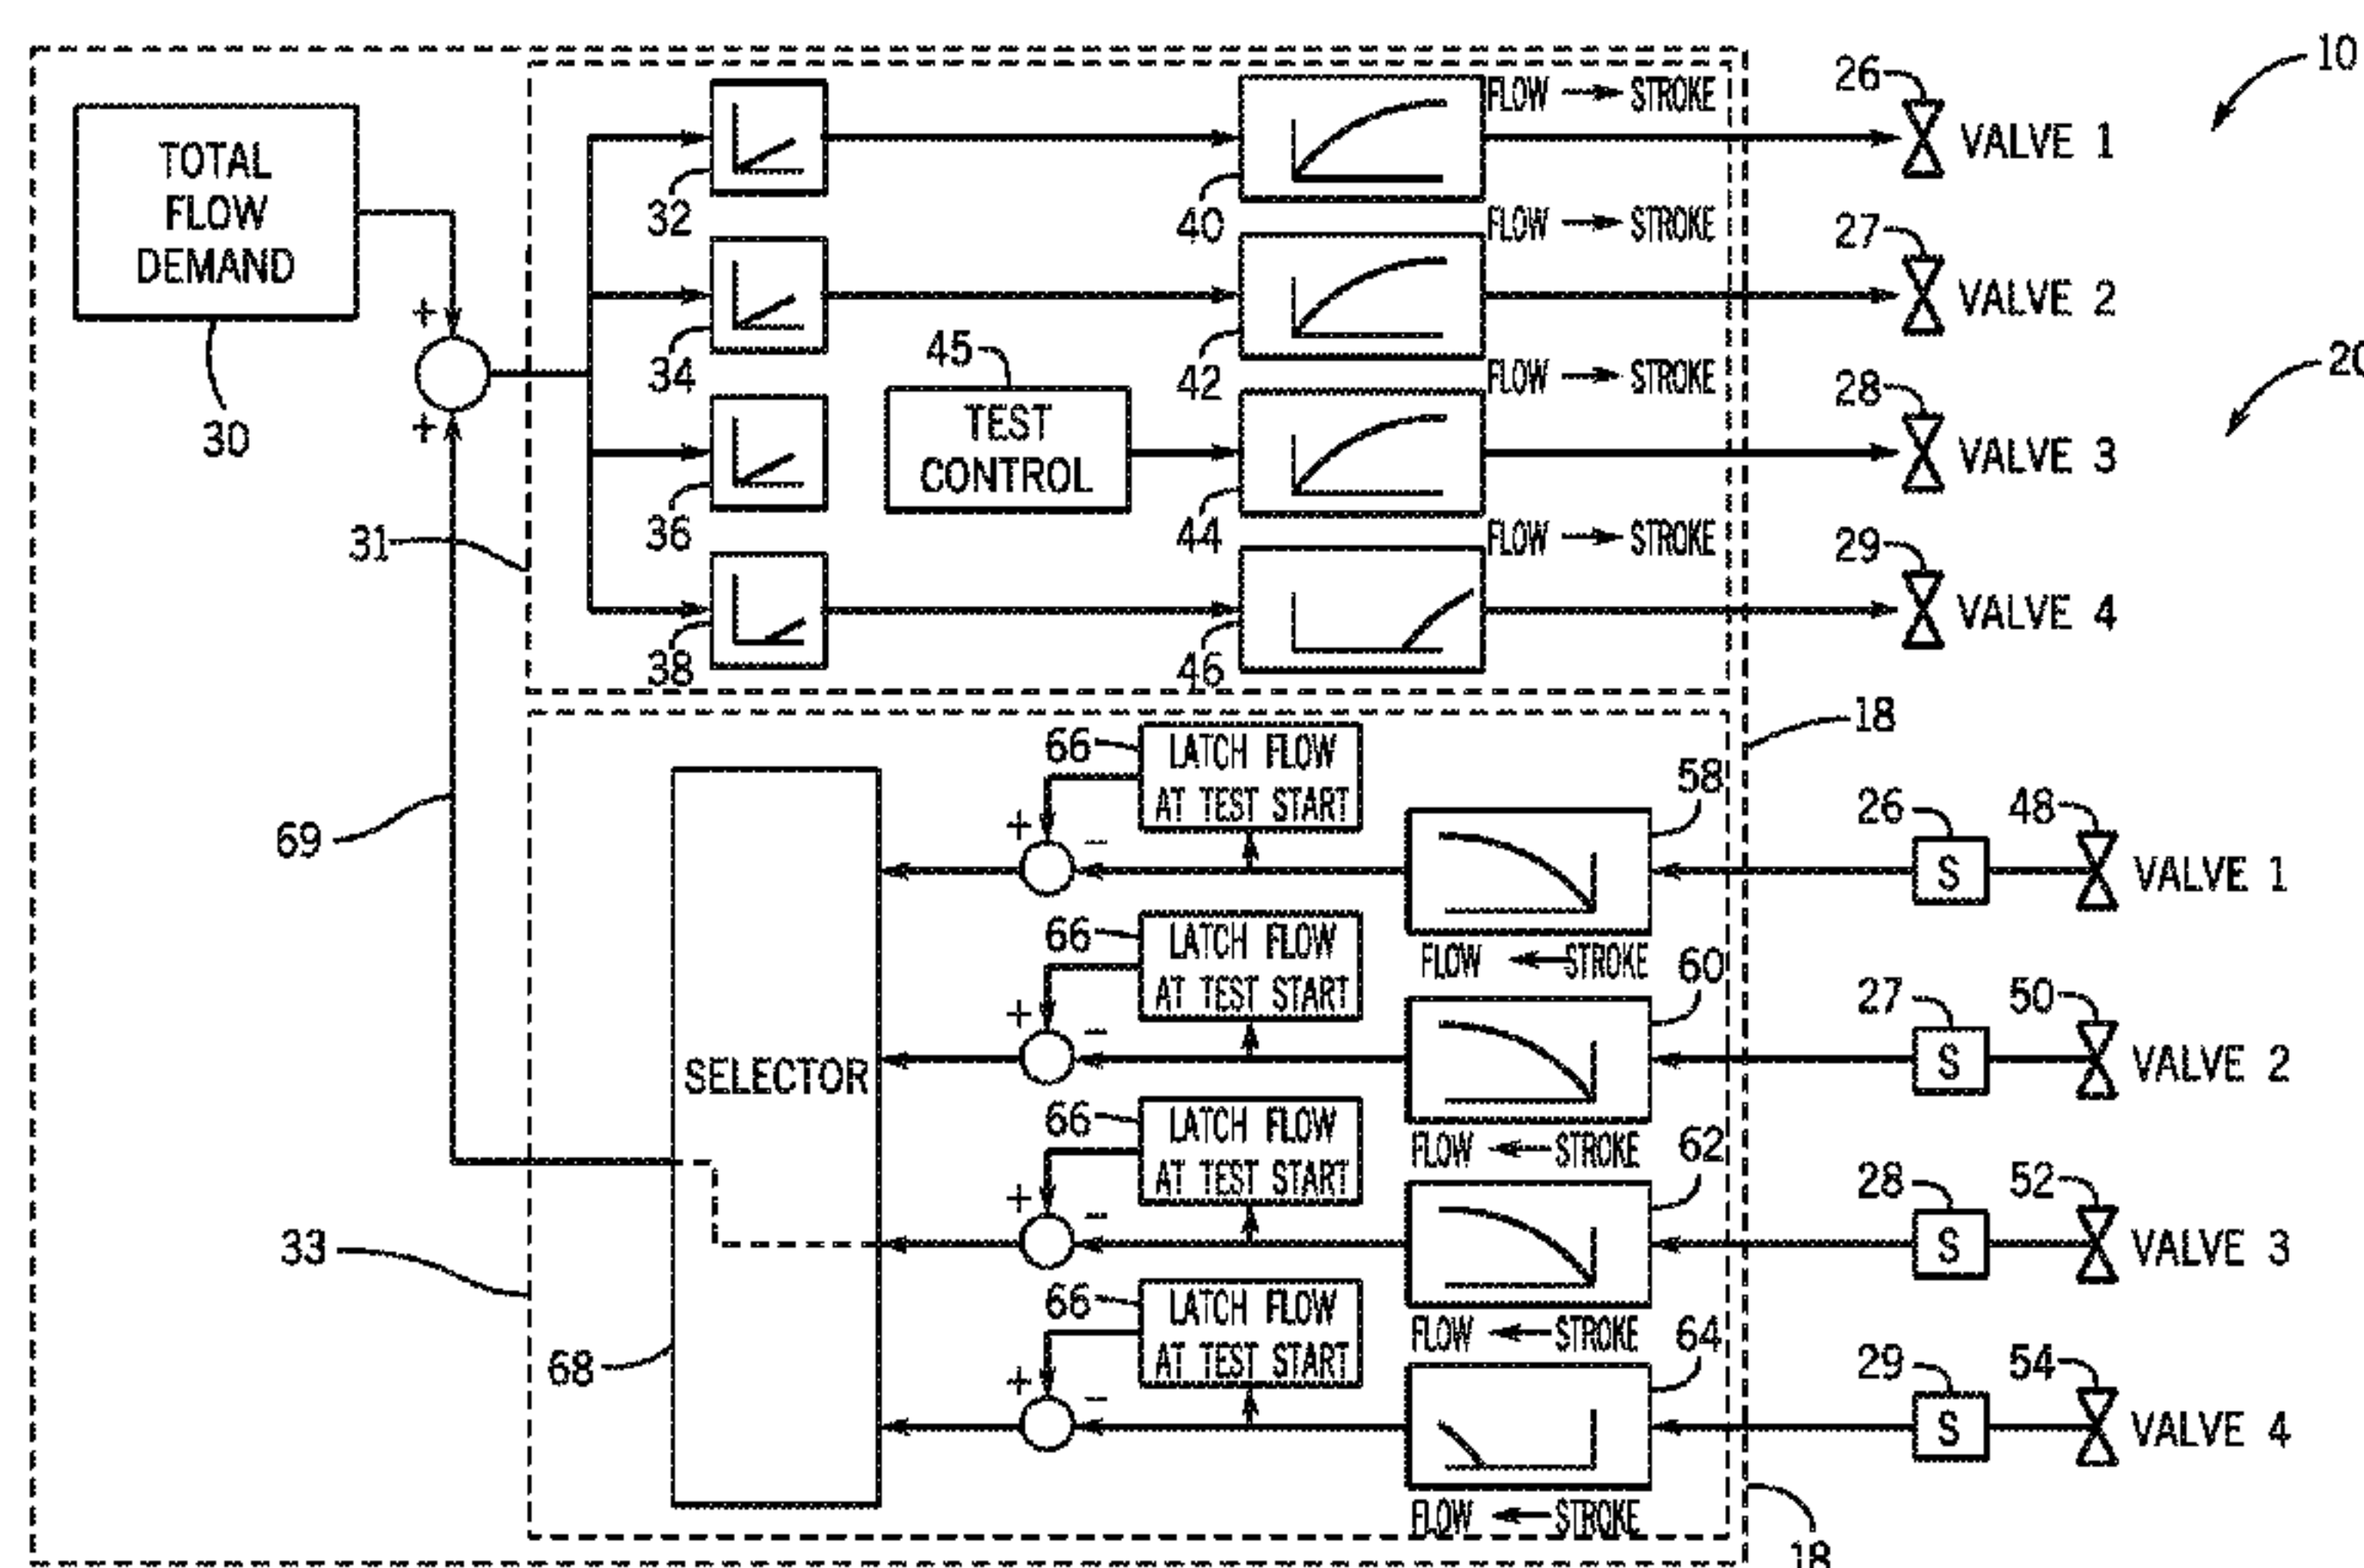 10
26
FLOW → STROKE
VALVE 1
TOTAL
FLOW
DEMAND
32
40
FLOW → STROKE
27
VALVE 2
+
34
45
42
FLOW → STROKE
20
28
+
30
TEST
CONTROL
VALVE 3
36
44
FLOW → STROKE
31
29
VALVE 4
38
46
18
66
LATCH FLOW
AT TEST START
58
26
48
69
+
−
S
VALVE 1
66
LATCH FLOW
AT TEST START
FLOW ← STROKE
60
27
50
+
−
SELECTOR
S
VALVE 2
66
LATCH FLOW
AT TEST START
FLOW ← STROKE
62
28
52
+
−
33
S
VALVE 3
66
LATCH FLOW
AT TEST START
FLOW ← STROKE
64
29
54
68
+
−
S
VALVE 4
FLOW ← STROKE
18